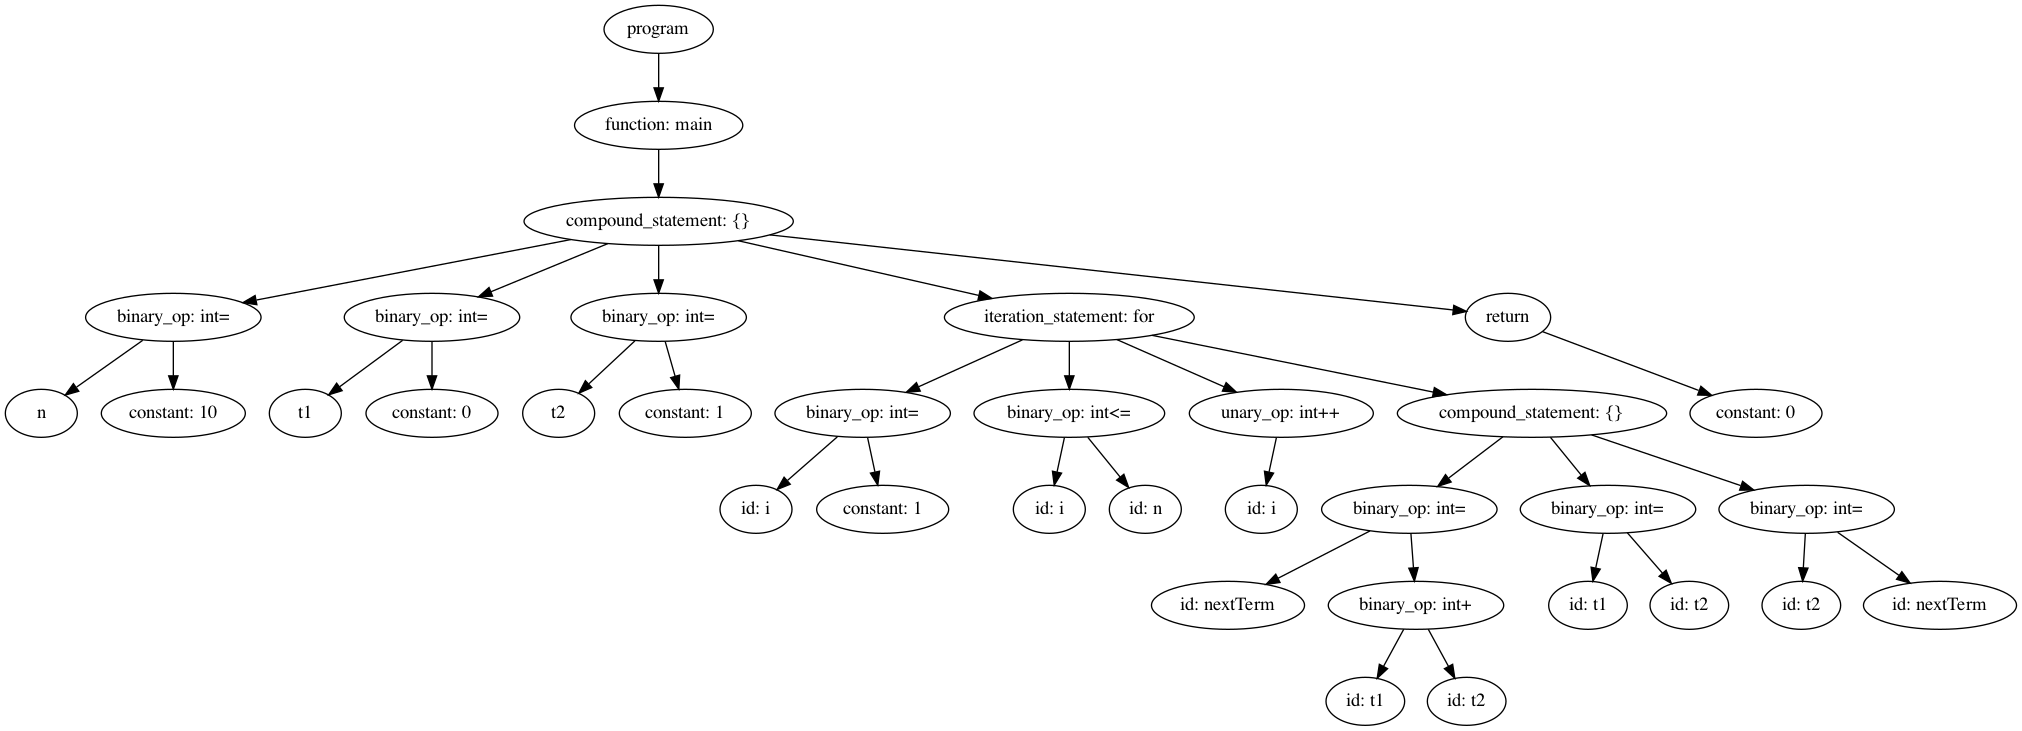 program
function: main
compound_statement: {}
binary_op: int=
binary_op: int=
binary_op: int=
iteration_statement: for
return
n
constant: 10
t1
constant: 0
t2
constant: 1
binary_op: int=
binary_op: int<=
unary_op: int++
compound_statement: {}
constant: 0
id: i
constant: 1
id: i
id: n
id: i
binary_op: int=
binary_op: int=
binary_op: int=
id: nextTerm
binary_op: int+
id: t1
id: t2
id: t2
id: nextTerm
id: t1
id: t2